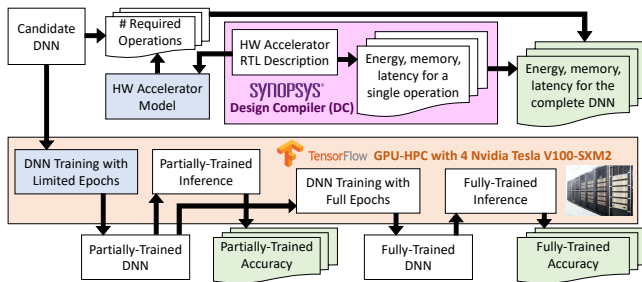 Candidate
DNN
# Required
Operations
HW Accelerator
Model
HW Accelerator
RTL Description
SYNOPSYS®
Design Compiler (DC)
Energy, memory,
latency for a
single operation
Energy, memory,
latency for the
complete DNN
TensorFlow GPU-HPC with 4 Nvidia Tesla V100-SXM2
DNN Training with
Limited Epochs
Partially-Trained
Inference
DNN Training with
Full Epochs
Fully-Trained
Inference
Partially-Trained
DNN
Partially-Trained
Accuracy
Fully-Trained
DNN
Fully-Trained
Accuracy